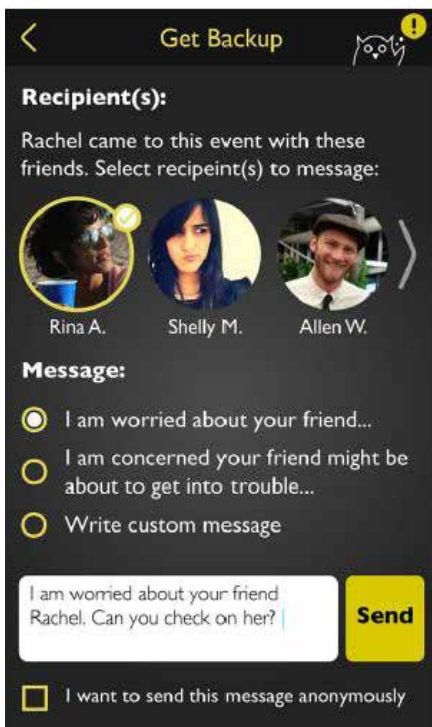 Get Backup
!
Recipient(s):
Rachel came to this event with these
friends. Select recipeint(s) to message:
Rina A.
Shelly M.
Allen W.
Message:
I am worried about your friend...
I am concerned your friend might be
about to get into trouble...
Write custom message
I am worried about your friend
Rachel. Can you check on her?
Send
I want to send this message anonymously